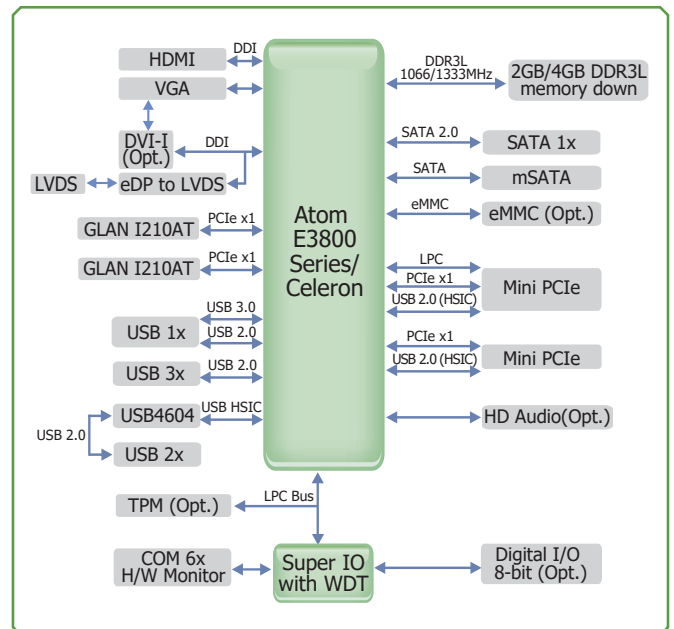 HDMI
DDI
VGA
DVI-I
(Opt.)
DDI
LVDS
eDP to LVDS
GLAN I210AT
PCIe x1
GLAN I210AT
PCIe x1
USB 1x
USB 3.0
USB 2.0
USB 3x
USB 2.0
USB4604
USB HSIC
USB 2.0
USB 2x
TPM (Opt.)
LPC Bus
COM 6x
H/W Monitor
Atom
E3800
Series/
Celeron
Super IO
with WDT
DDR3L
1066/1333MHz
2GB/4GB DDR3L
memory down
SATA 2.0
SATA 1x
SATA
mSATA
eMMC
eMMC (Opt.)
LPC
PCIe x1
USB 2.0 (HSIC)
Mini PCIe
PCIe x1
USB 2.0 (HSIC)
Mini PCIe
HD Audio(Opt.)
Digital I/O
8-bit (Opt.)